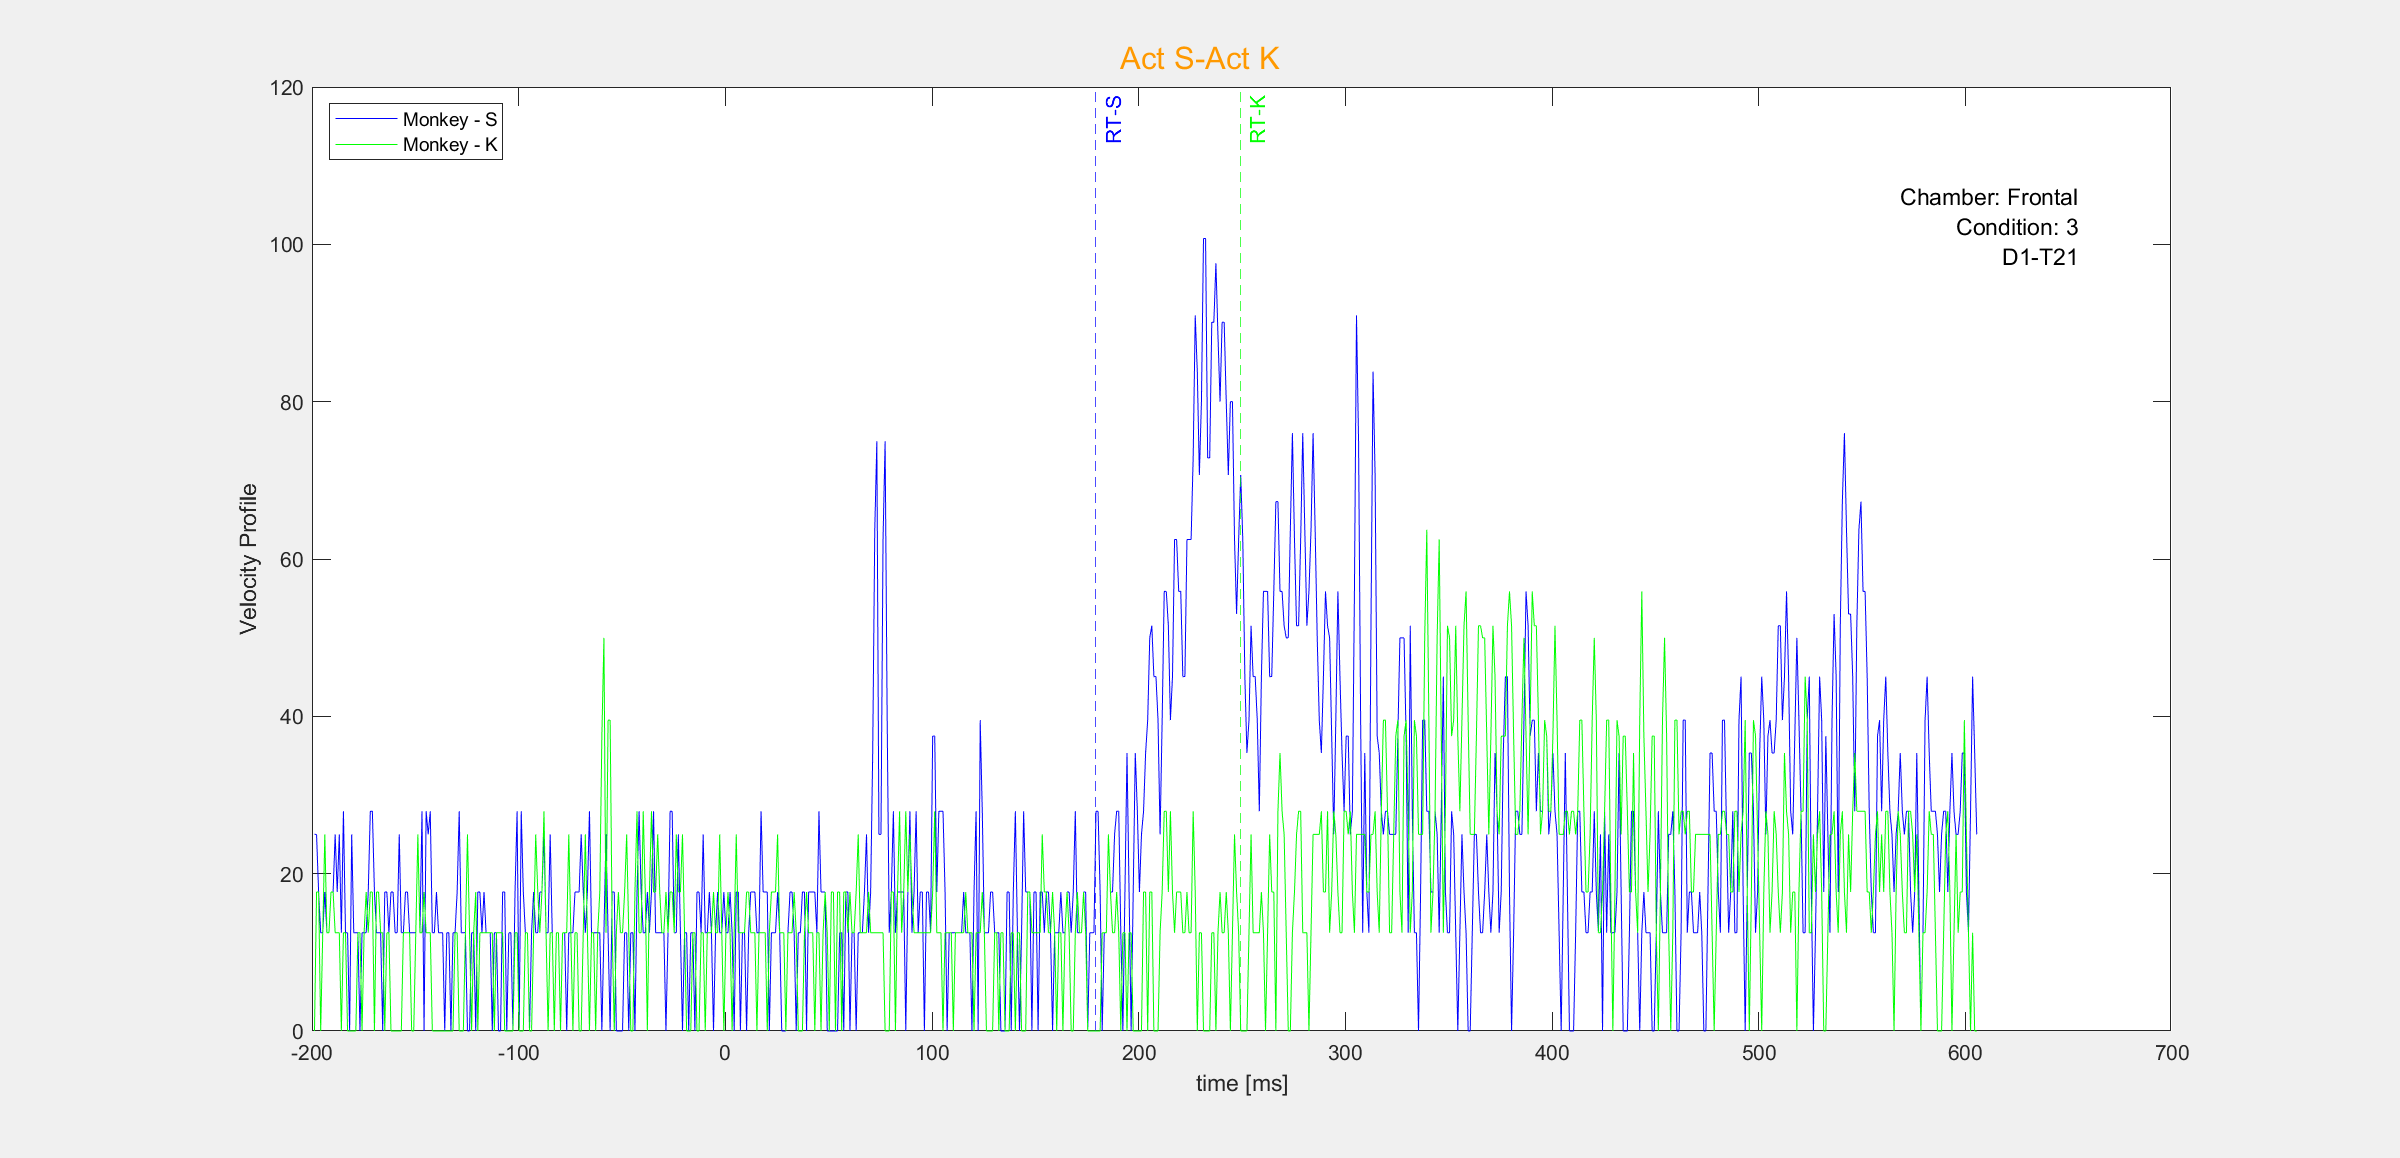 Act S-Act K
Monkey - S
Monkey - K
RT-S
RT-K
Chamber: Frontal
Condition: 3
D1-T21
Velocity Profile
120
100
80
60
40
20
0
-200 -100 0 100 200 300 400 500 600 700
time [ms]